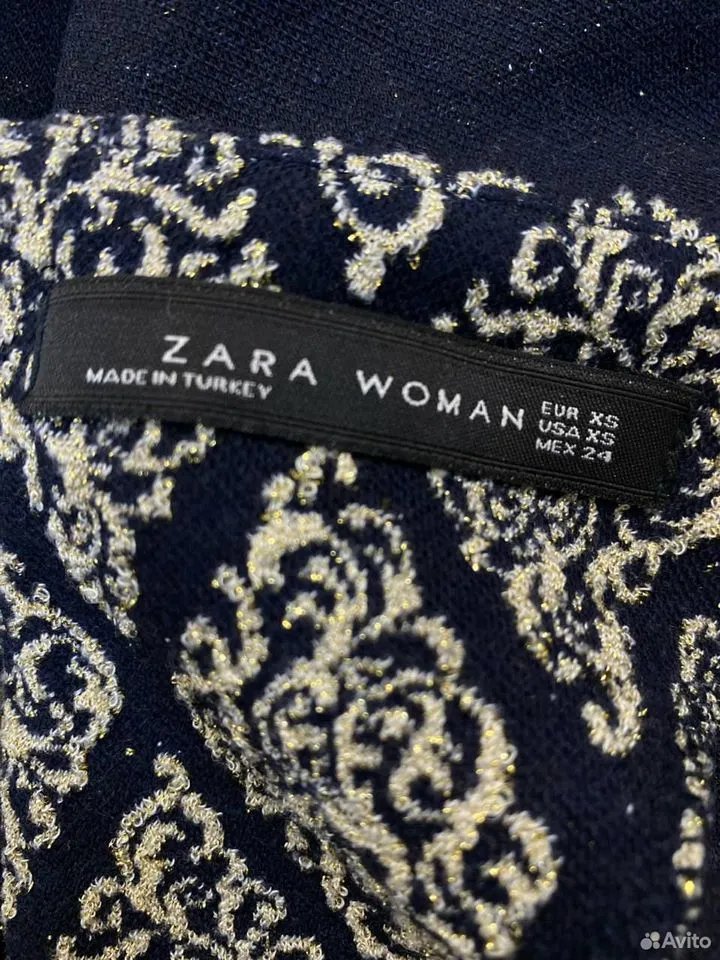 ZARA WOMAN
MADE IN TURKEY
EUR XS
USA XS
MEX 24
Avito